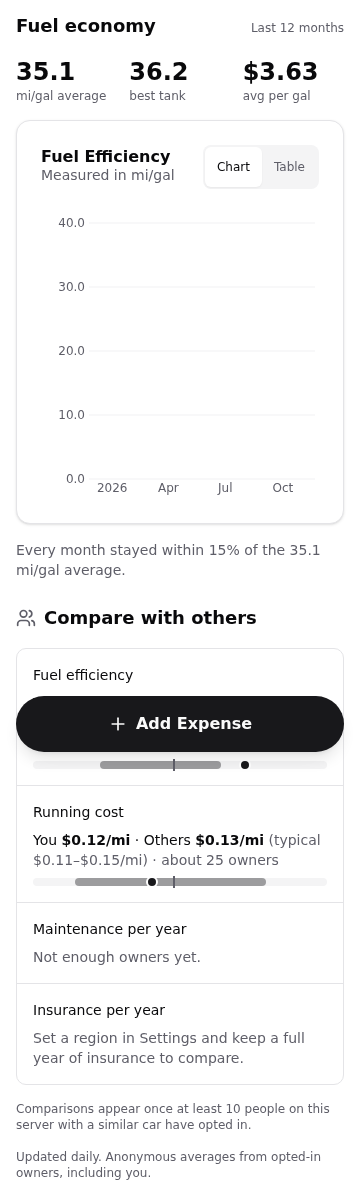 Fuel economy
Last 12 months
35.1
mi/gal average
36.2
best tank
$3.63
avg per gal
Fuel Efficiency
Measured in mi/gal
Chart
Table
40.0
30.0
20.0
10.0
0.0
2026
Apr
Jul
Oct
Every month stayed within 15% of the 35.1
mi/gal average.
Compare with others
Fuel efficiency
Add Expense
Running cost
You $0.12/mi · Others $0.13/mi (typical
$0.11–$0.15/mi) · about 25 owners
Maintenance per year
Not enough owners yet.
Insurance per year
Set a region in Settings and keep a full
year of insurance to compare.
Comparisons appear once at least 10 people on this
server with a similar car have opted in.
Updated daily. Anonymous averages from opted-in
owners, including you.